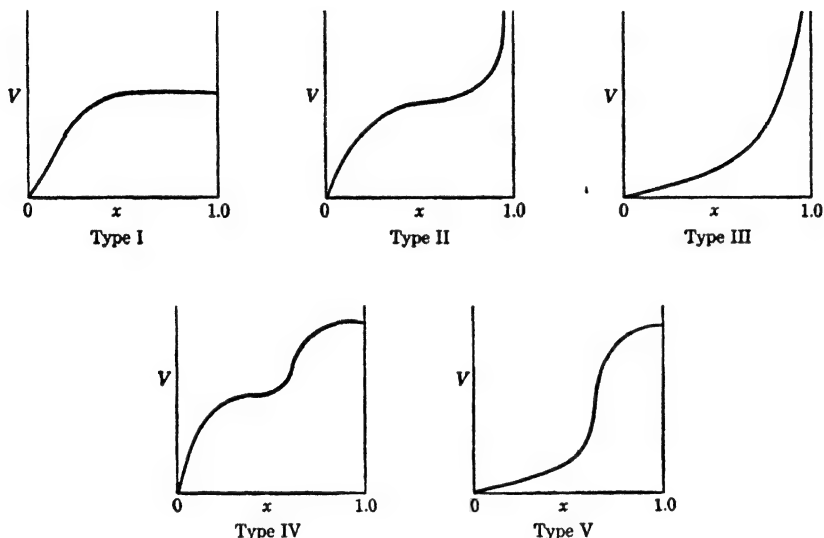 V V V
0 x 1.0 0 x 1.0 0 x 1.0
Type I Type II Type III
V V
0 x 1.0 0 x 1.0
Type IV Type V